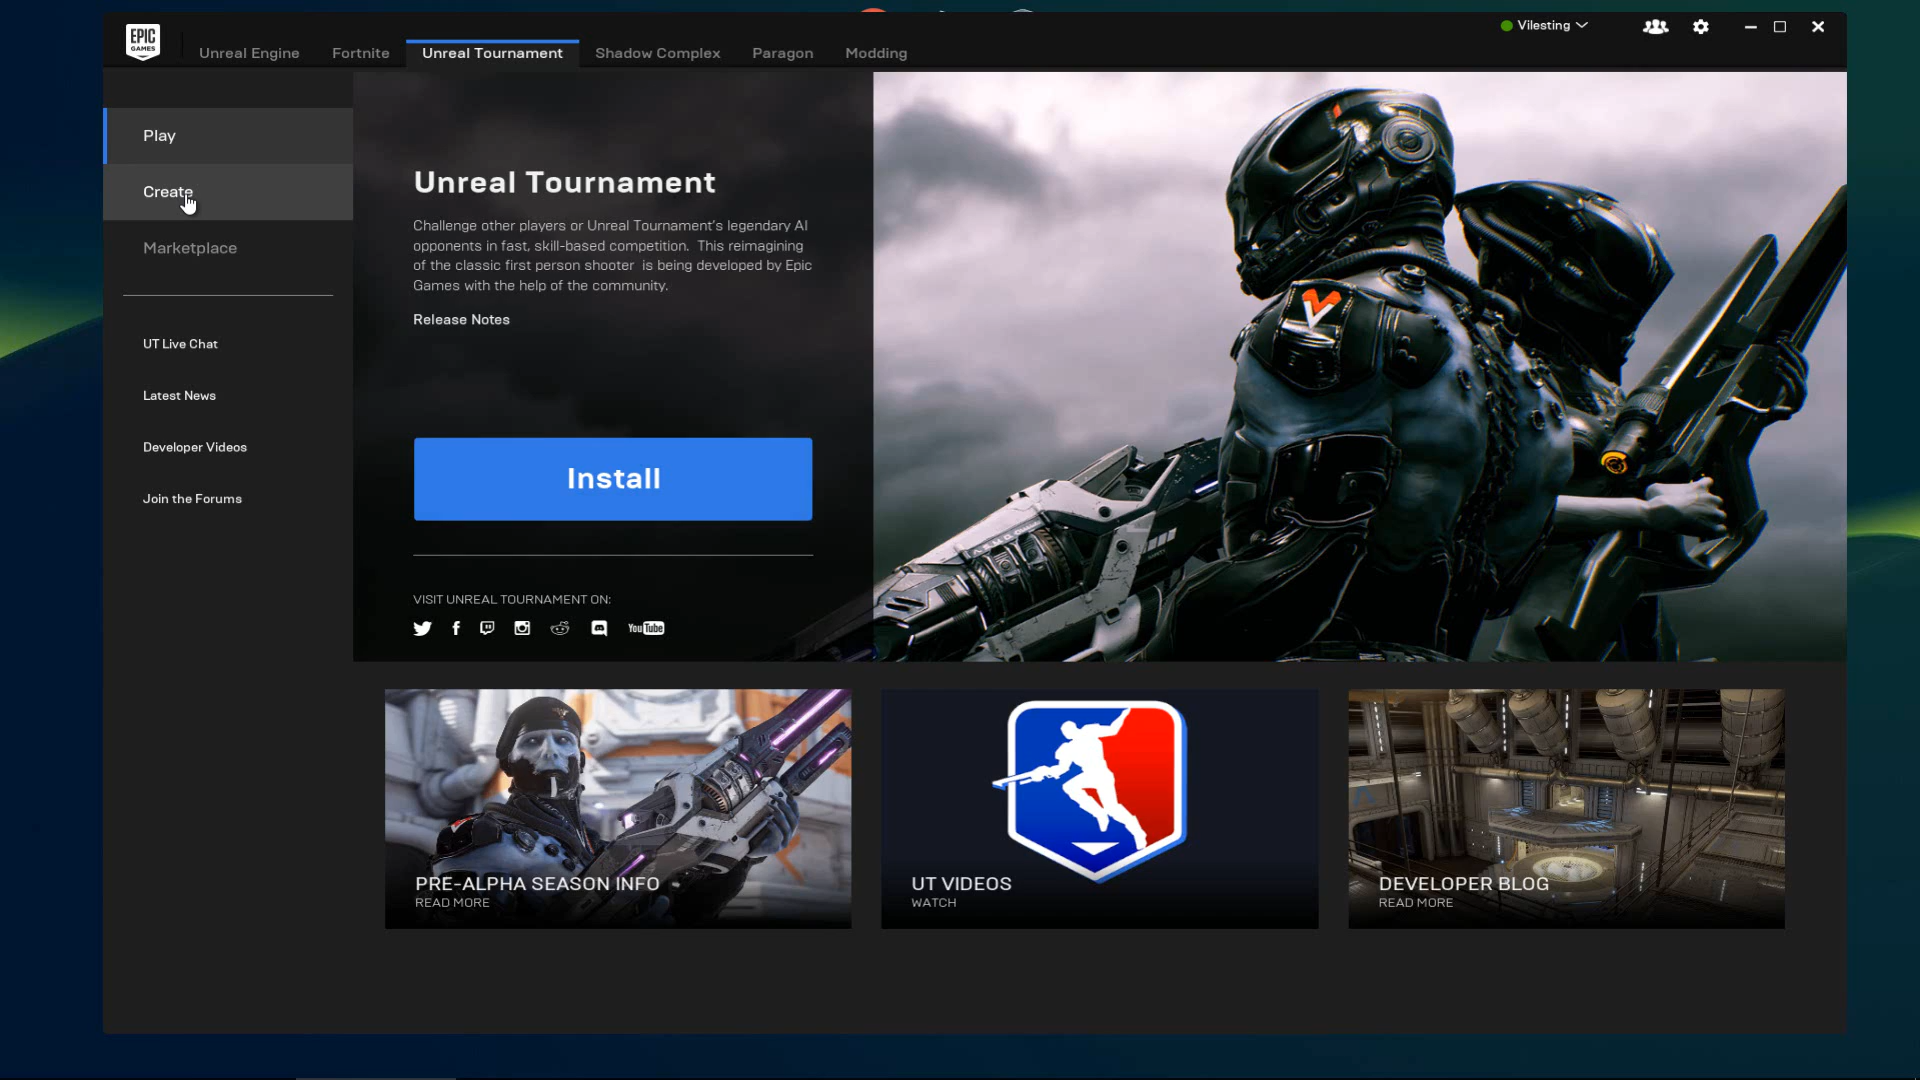 EPIC
GAMES
Unreal Engine
Fortnite
Unreal Tournament
Shadow Complex
Paragon
Modding
Vilesting
Play
Create
Marketplace
UT Live Chat
Latest News
Developer Videos
Join the Forums
Unreal Tournament
Challenge other players or Unreal Tournament's legendary AI
opponents in fast, skill-based competition. This reimagining
of the classic first person shooter is being developed by Epic
Games with the help of the community.
Release Notes
Install
VISIT UNREAL TOURNAMENT ON:
YouTube
PRE-ALPHA SEASON INFO
READ MORE
UT VIDEOS
WATCH
DEVELOPER BLOG
READ MORE